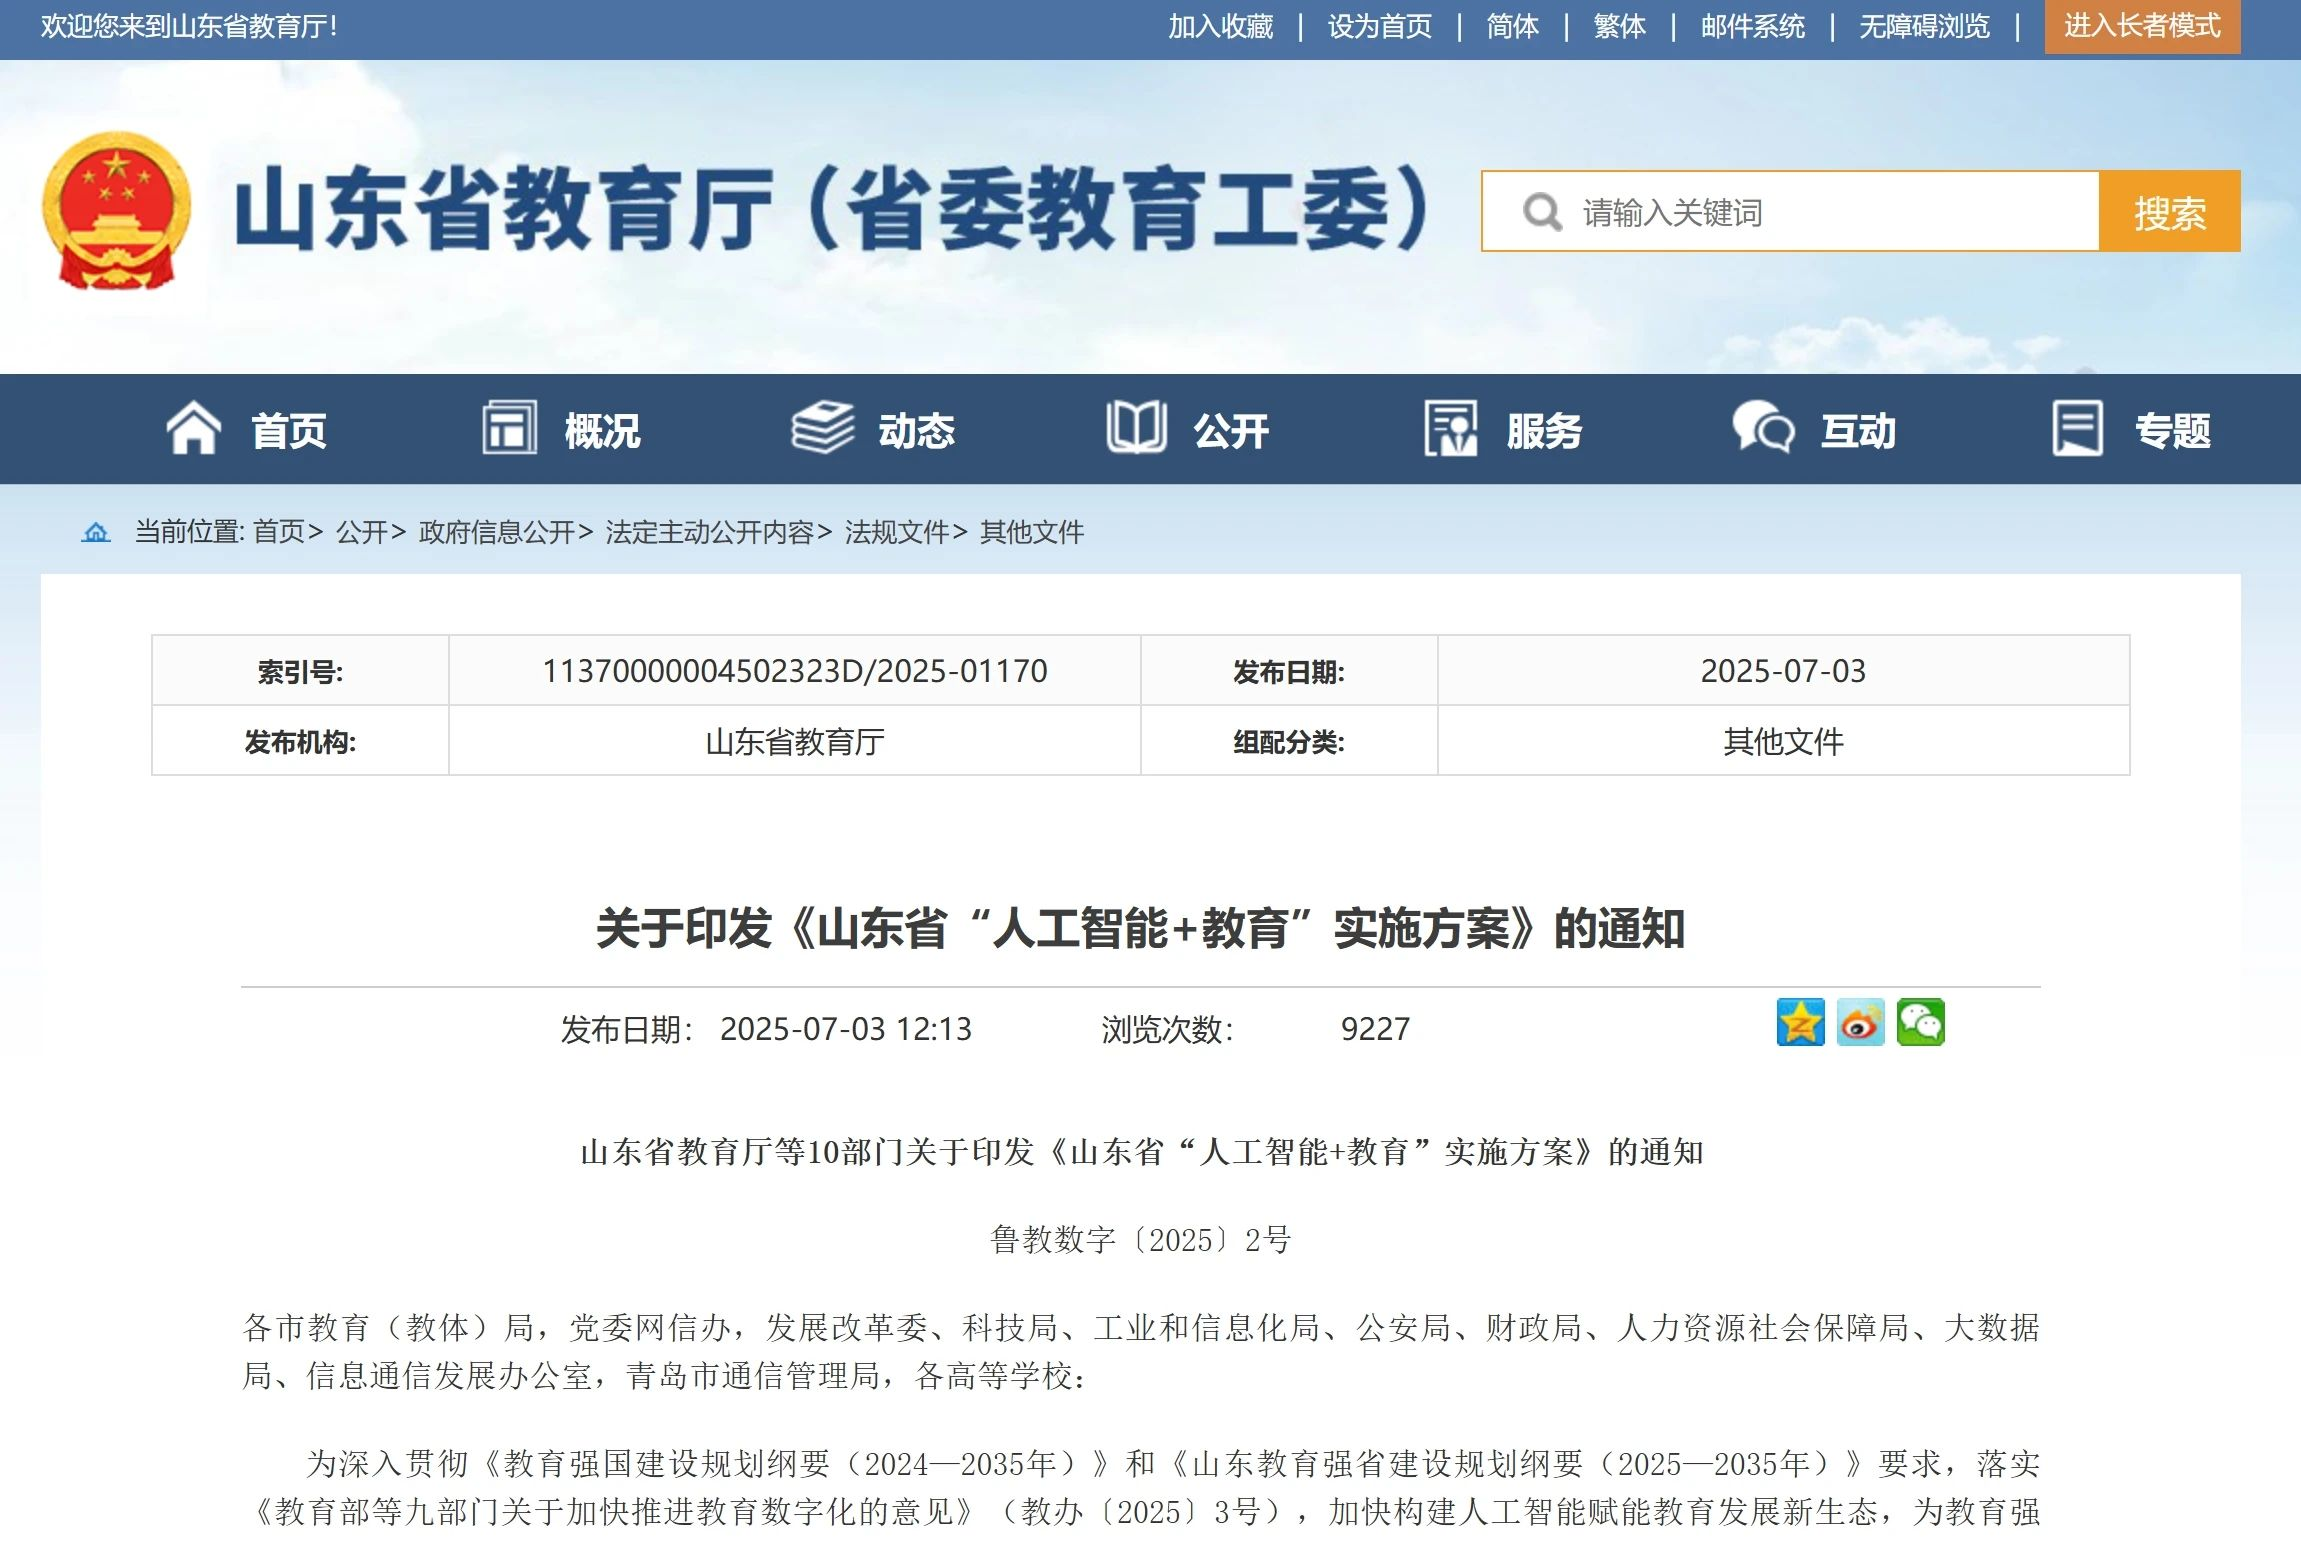 欢迎您来到山东省教育厅!
加入收藏 | 设为首页 | 简体 | 繁体 | 邮件系统 | 无障碍浏览 | 进入长者模式
山东省教育厅（省委教育工委）
请输入关键词 搜索
首页 概况 动态 公开 服务 互动 专题
当前位置: 首页> 公开> 政府信息公开> 法定主动公开内容> 法规文件> 其他文件
索引号: 11370000004502323D/2025-01170 发布日期: 2025-07-03
发布机构: 山东省教育厅 组配分类: 其他文件
关于印发《山东省“人工智能+教育”实施方案》的通知
发布日期： 2025-07-03 12:13 浏览次数： 9227
山东省教育厅等10部门关于印发《山东省“人工智能+教育”实施方案》的通知
鲁教数字〔2025〕2号
各市教育（教体）局，党委网信办，发展改革委、科技局、工业和信息化局、公安局、财政局、人力资源社会保障局、大数据
局、信息通信发展办公室，青岛市通信管理局，各高等学校：
为深入贯彻《教育强国建设规划纲要（2024—2035年）》和《山东教育强省建设规划纲要（2025—2035年）》要求，落实
《教育部等九部门关于加快推进教育数字化的意见》（教办〔2025〕3号），加快构建人工智能赋能教育发展新生态，为教育强